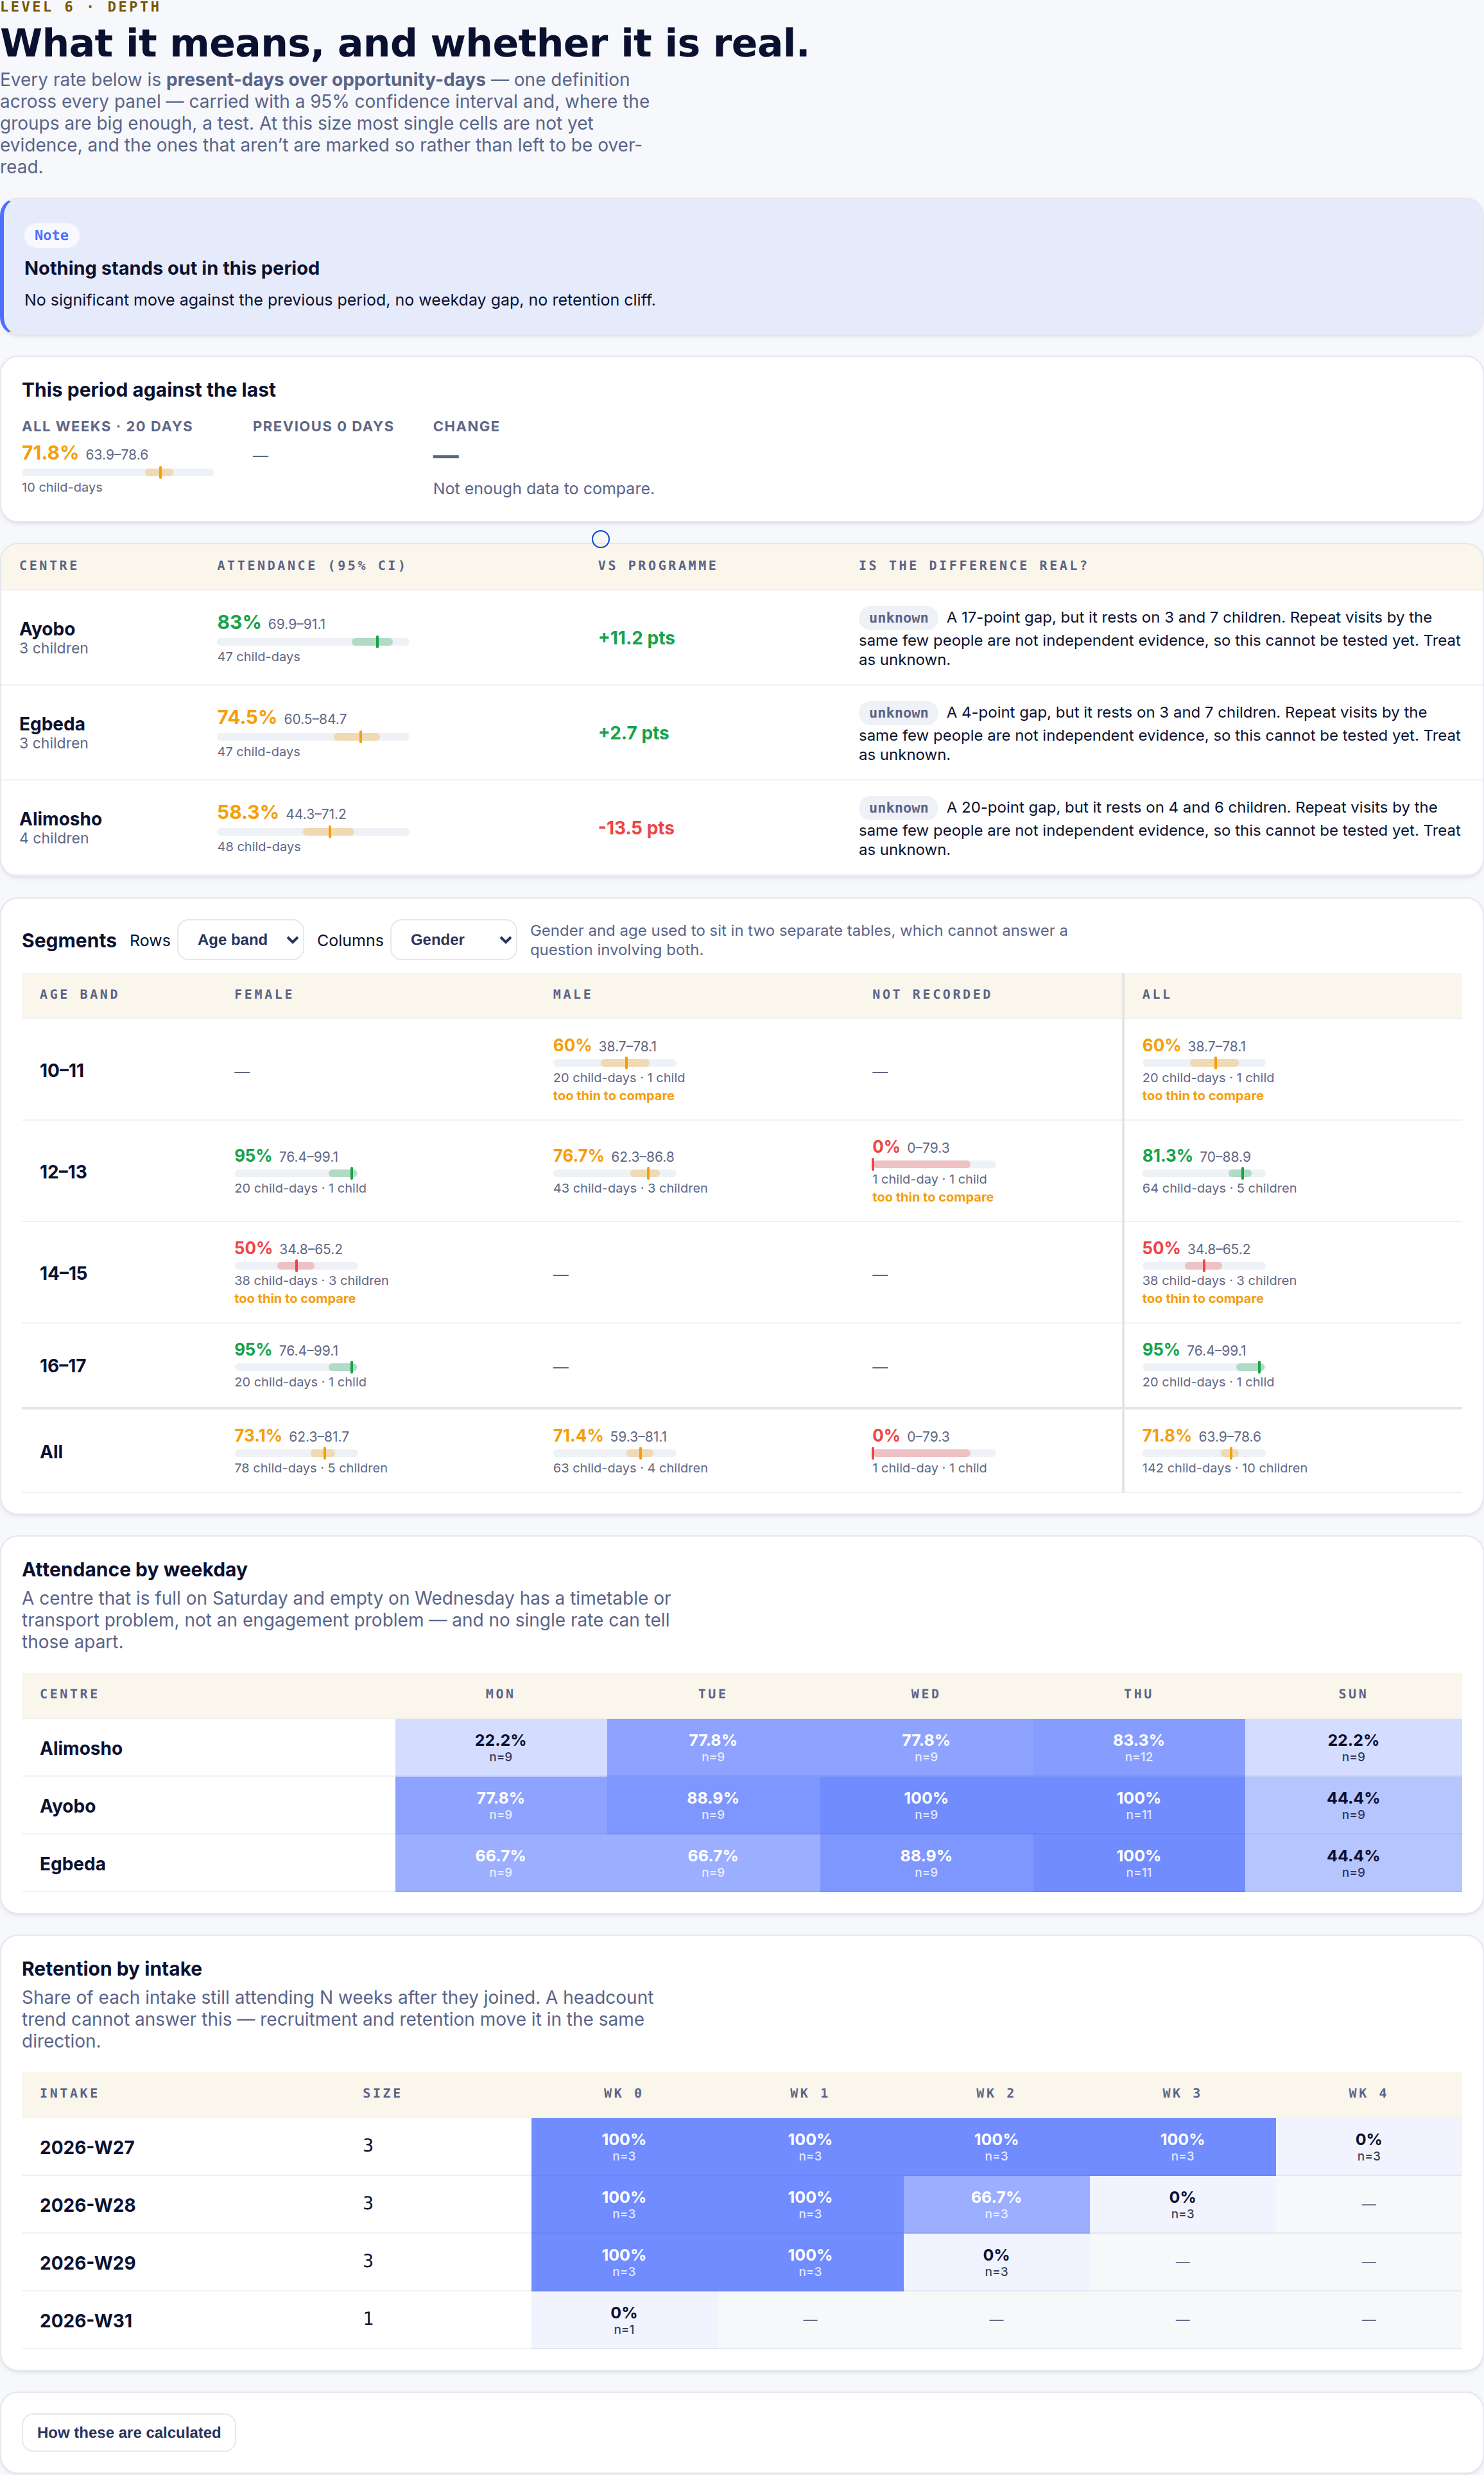 LEVEL 6 · DEPTH
What it means, and whether it is real.
Every rate below is present-days over opportunity-days — one definition
across every panel — carried with a 95% confidence interval and, where the
groups are big enough, a test. At this size most single cells are not yet
evidence, and the ones that aren’t are marked so rather than left to be over-
read.
Note
Nothing stands out in this period
No significant move against the previous period, no weekday gap, no retention cliff.
This period against the last
ALL WEEKS · 20 DAYS PREVIOUS 0 DAYS CHANGE
71.8% 63.9–78.6 — —
10 child-days Not enough data to compare.
CENTRE ATTENDANCE (95% CI) VS PROGRAMME IS THE DIFFERENCE REAL?
Ayobo
3 children
83% 69.9–91.1
47 child-days
+11.2 pts
unknown A 17-point gap, but it rests on 3 and 7 children. Repeat visits by the
same few people are not independent evidence, so this cannot be tested yet. Treat
as unknown.
Egbeda
3 children
74.5% 60.5–84.7
47 child-days
+2.7 pts
unknown A 4-point gap, but it rests on 3 and 7 children. Repeat visits by the
same few people are not independent evidence, so this cannot be tested yet. Treat
as unknown.
Alimosho
4 children
58.3% 44.3–71.2
48 child-days
-13.5 pts
unknown A 20-point gap, but it rests on 4 and 6 children. Repeat visits by the
same few people are not independent evidence, so this cannot be tested yet. Treat
as unknown.
Segments Rows Age band Columns Gender
Gender and age used to sit in two separate tables, which cannot answer a
question involving both.
AGE BAND FEMALE MALE NOT RECORDED ALL
10–11
—
60% 38.7–78.1
20 child-days · 1 child
too thin to compare
—
60% 38.7–78.1
20 child-days · 1 child
too thin to compare
12–13
95% 76.4–99.1
20 child-days · 1 child
76.7% 62.3–86.8
43 child-days · 3 children
0% 0–79.3
1 child-day · 1 child
too thin to compare
81.3% 70–88.9
64 child-days · 5 children
14–15
50% 34.8–65.2
38 child-days · 3 children
too thin to compare
—
—
50% 34.8–65.2
38 child-days · 3 children
too thin to compare
16–17
95% 76.4–99.1
20 child-days · 1 child
—
—
95% 76.4–99.1
20 child-days · 1 child
All
73.1% 62.3–81.7
78 child-days · 5 children
71.4% 59.3–81.1
63 child-days · 4 children
0% 0–79.3
1 child-day · 1 child
71.8% 63.9–78.6
142 child-days · 10 children
Attendance by weekday
A centre that is full on Saturday and empty on Wednesday has a timetable or
transport problem, not an engagement problem — and no single rate can tell
those apart.
CENTRE MON TUE WED THU SUN
Alimosho
22.2% 77.8% 77.8% 83.3% 22.2%
n=9 n=9 n=9 n=12 n=9
Ayobo
77.8% 88.9% 100% 100% 44.4%
n=9 n=9 n=9 n=11 n=9
Egbeda
66.7% 66.7% 88.9% 100% 44.4%
n=9 n=9 n=9 n=11 n=9
Retention by intake
Share of each intake still attending N weeks after they joined. A headcount
trend cannot answer this — recruitment and retention move it in the same
direction.
INTAKE SIZE WK 0 WK 1 WK 2 WK 3 WK 4
2026-W27 3
100% 100% 100% 100% 0%
n=3 n=3 n=3 n=3 n=3
2026-W28 3
100% 100% 66.7% 0% —
n=3 n=3 n=3 n=3
2026-W29 3
100% 100% 0% — —
n=3 n=3 n=3
2026-W31 1
0% — — — —
n=1
How these are calculated